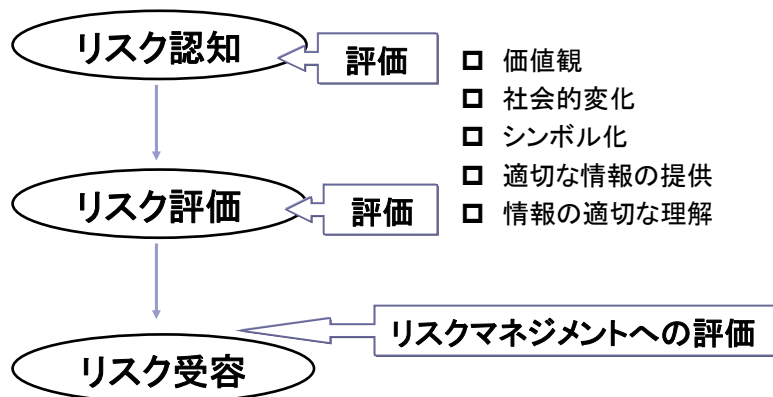 リスク認知
評価
価値観
社会的変化
シンボル化
適切な情報の提供
情報の適切な理解
リスク評価
評価
リスクマネジメントへの評価
リスク受容